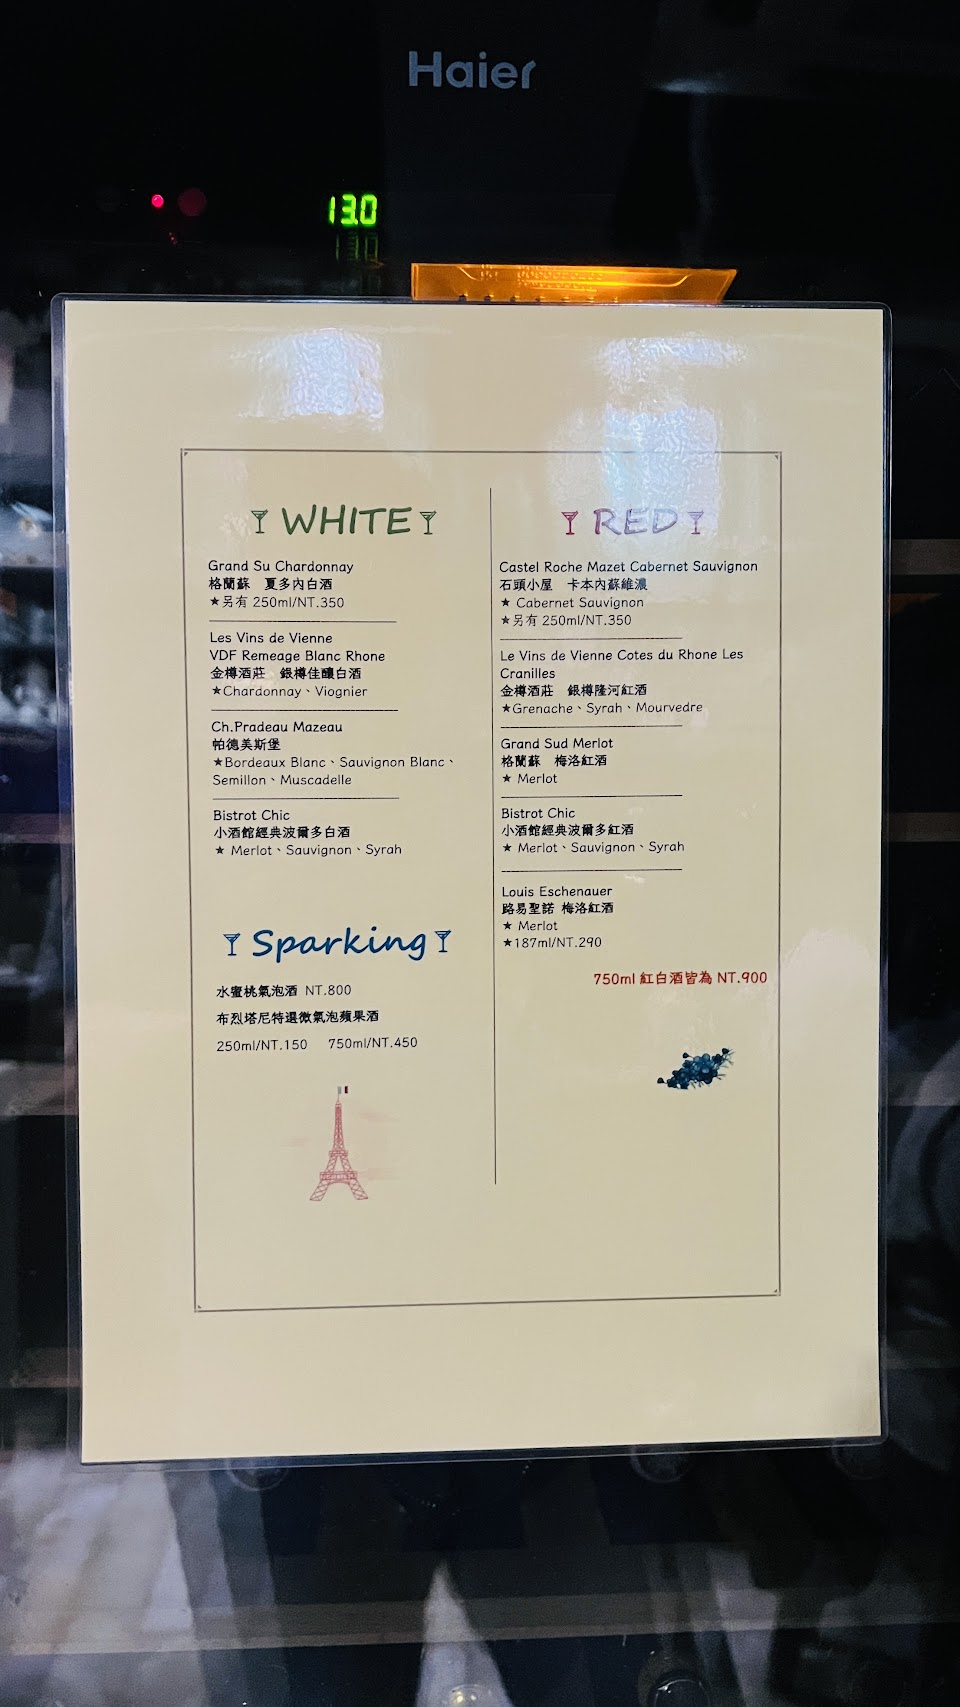 Haier
13.0
WHITE
Grand Su Chardonnay
格蘭蘇 夏多內白酒
★另有 250ml/NT.350
Les Vins de Vienne
VDF Remeage Blanc Rhone
金樽酒莊 銀樽佳釀白酒
★Chardonnay、Viognier
Ch.Pradeau Mazeau
帕德美斯堡
★Bordeaux Blanc、Sauvignon Blanc、
Semillon、Muscadelle
Bistrot Chic
小酒館經典波爾多白酒
★ Merlot、Sauvignon、Syrah
Sparking
水蜜桃氣泡酒 NT.800
布烈塔尼特選微氣泡蘋果酒
250ml/NT.150 750ml/NT.450
RED
Castel Roche Mazet Cabernet Sauvignon
石頭小屋 卡本內蘇維濃
★ Cabernet Sauvignon
★另有 250ml/NT.350
Le Vins de Vienne Cotes du Rhone Les
Cranilles
金樽酒莊 銀樽隆河紅酒
★Grenache、Syrah、Mourvedre
Grand Sud Merlot
格蘭蘇 梅洛紅酒
★ Merlot
Bistrot Chic
小酒館經典波爾多紅酒
★ Merlot、Sauvignon、Syrah
Louis Eschenauer
路易聖諾 梅洛紅酒
★ Merlot
★187ml/NT.290
750ml 紅白酒皆為 NT.900